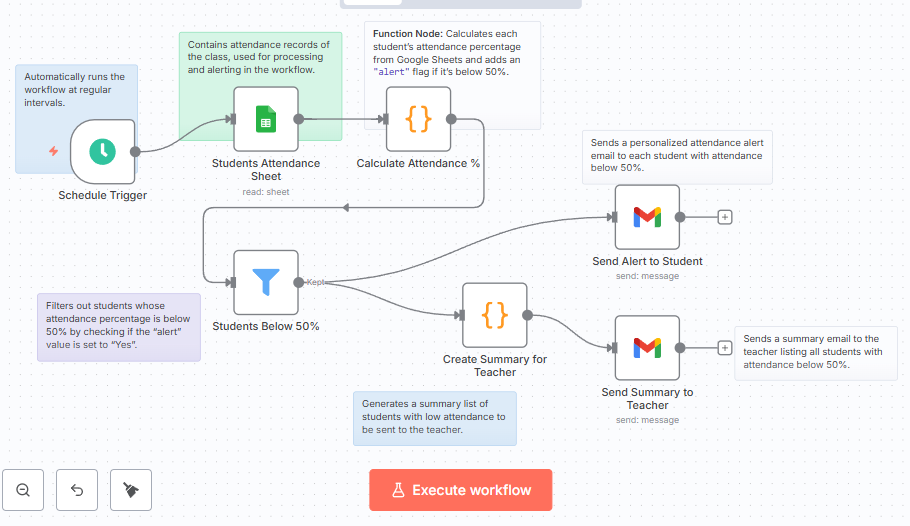 Automatically runs the
workflow at regular
intervals.
Schedule Trigger
Contains attendance records of
the class, used for processing
and alerting in the workflow.
Students Attendance
Sheet
read: sheet
Function Node: Calculates each
student's attendance percentage
from Google Sheets and adds an
"alert" flag if it's below 50%.
Calculate Attendance %
Sends a personalized attendance alert
email to each student with attendance
below 50%.
Send Alert to Student
send: message
Kept
Students Below 50%
Filters out students whose
attendance percentage is below
50% by checking if the “alert”
value is set to “Yes”.
Create Summary for
Teacher
Generates a summary list of
students with low attendance to
be sent to the teacher.
Send Summary to
Teacher
send: message
Sends a summary email to the
teacher listing all students with
attendance below 50%.
Execute workflow